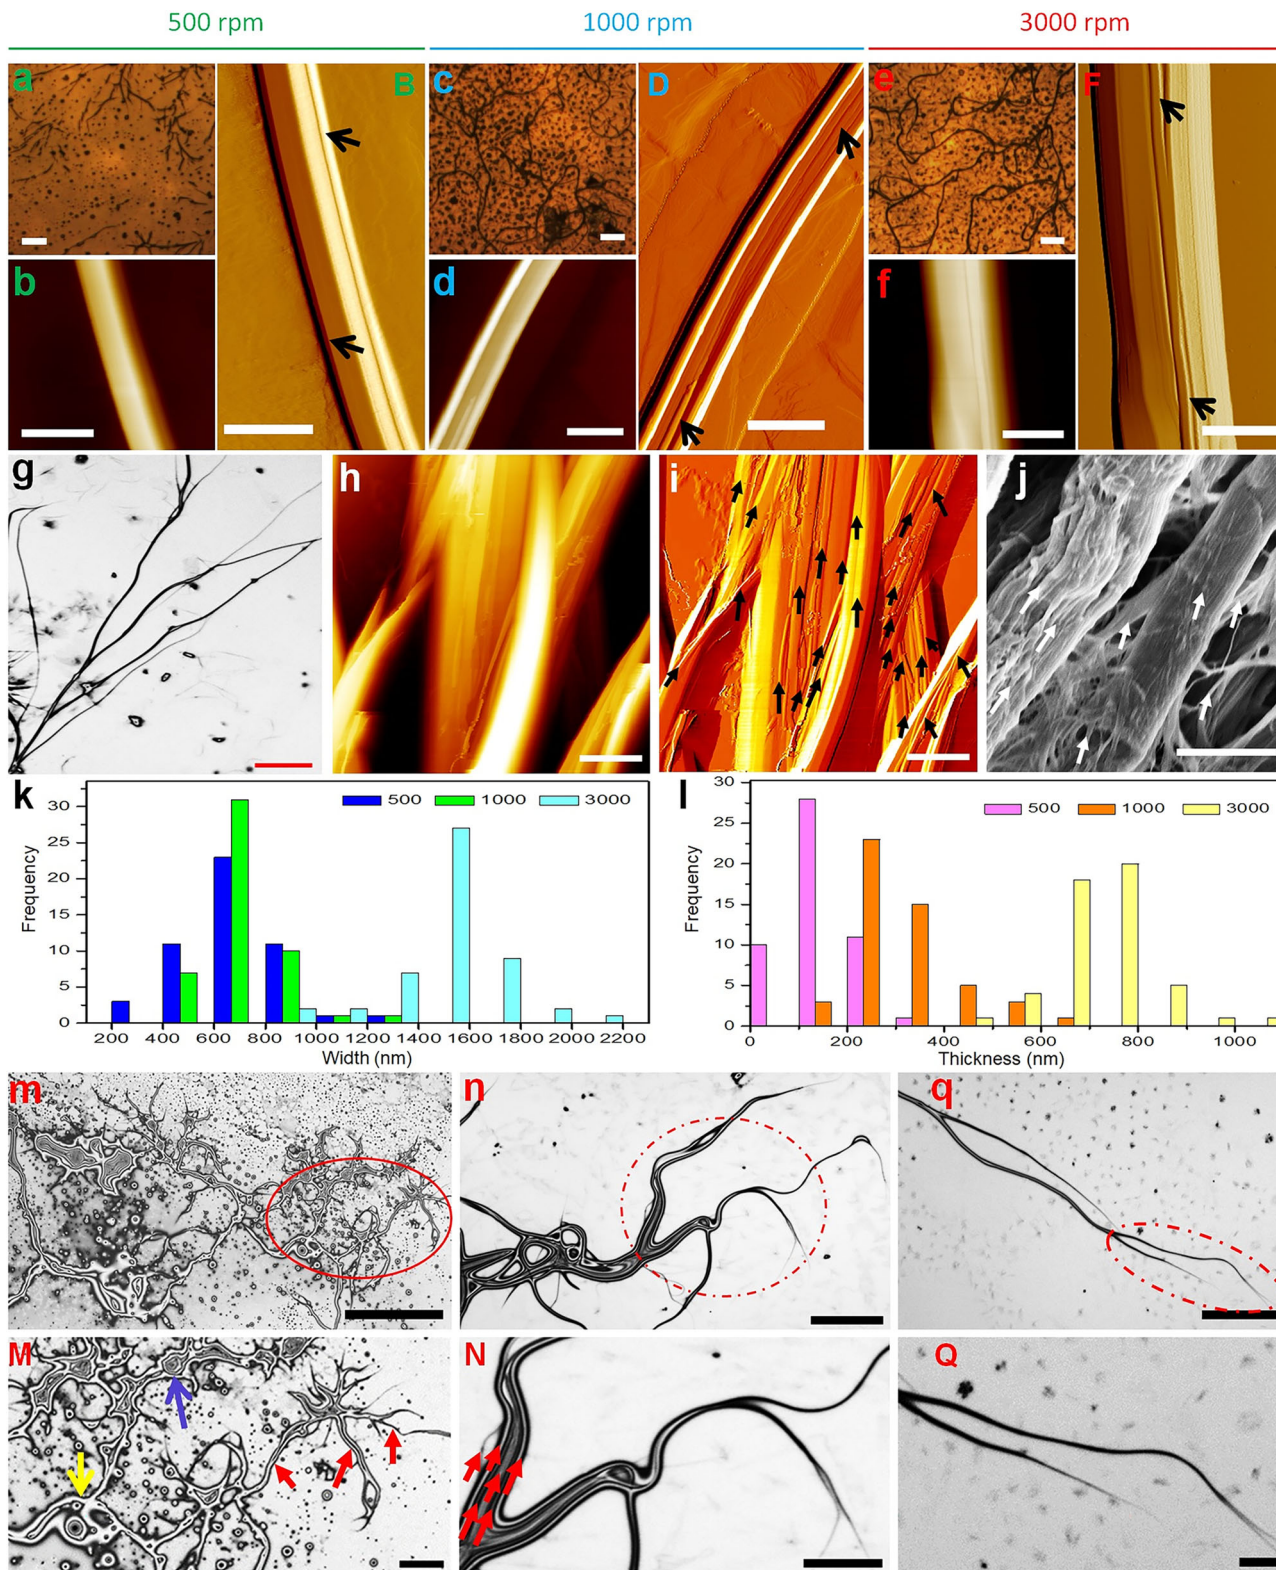 500 rpm 1000 rpm 3000 rpm
a B c D e F
b d f
g h i j
k 500 1000 3000
30
25
20
15
10
5
0
Frequency
200 400 600 800 1000 1200 1400 1600 1800 2000 2200
Width (nm)
l 500 1000 3000
30
25
20
15
10
5
0
Frequency
0 200 400 600 800 1000
Thickness (nm)
m n q
M N Q